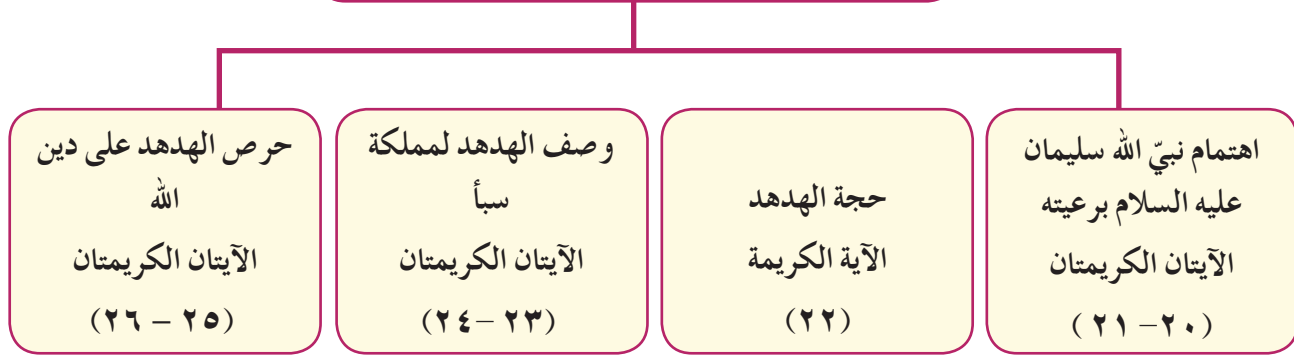 اهتمام نبيّ الله سليمان
عليه السلام برعيته
الآيتان الكريمتان
(٢٠– ٢١ )
حجة الهدهد
الآية الكريمة
(٢٢)
وصف الهدهد لمملكة
سبأ
الآيتان الكريمتان
(٢٣ –٢٤)
حرص الهدهد على دين
الله
الآيتان الكريمتان
(٢٥ – ٢٦)